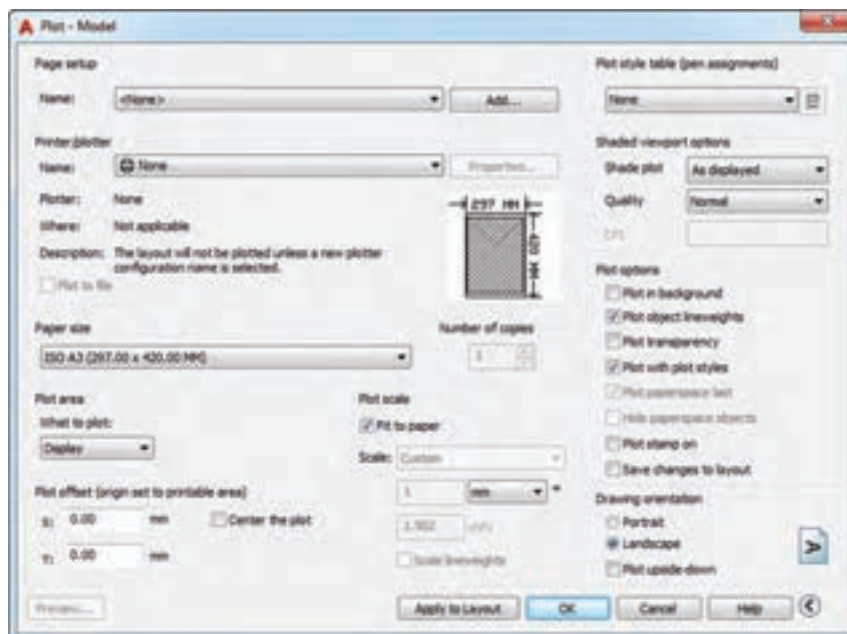 Plot - Model
Page setup
Name: <None> Add...
Printer/plotter
Name: None Properties...
Plotter: None
Where: Not applicable
Description: The layout will not be plotted unless a new plotter
configuration name is selected.
Plot to file
297 MM
420 MM
Paper size
ISO A3 (297.00 x 420.00 MM)
Number of copies
1
Plot area
What to plot:
Display
Plot offset (origin set to printable area)
X: 0.00 mm Center the plot
Y: 0.00 mm
Plot scale
Fit to paper
Scale: Custom
1 mm =
units
Scale lineweights
Plot style table (pen assignments)
None
Shaded viewport options
Shade plot As displayed
Quality Normal
DPI
Plot options
Plot in background
Plot object lineweights
Plot transparency
Plot with plot styles
Plot paperspace last
Hide paperspace objects
Plot stamp on
Save changes to layout
Drawing orientation
Portrait
Landscape
Plot upside down
A
Preview... Apply to Layout OK Cancel Help